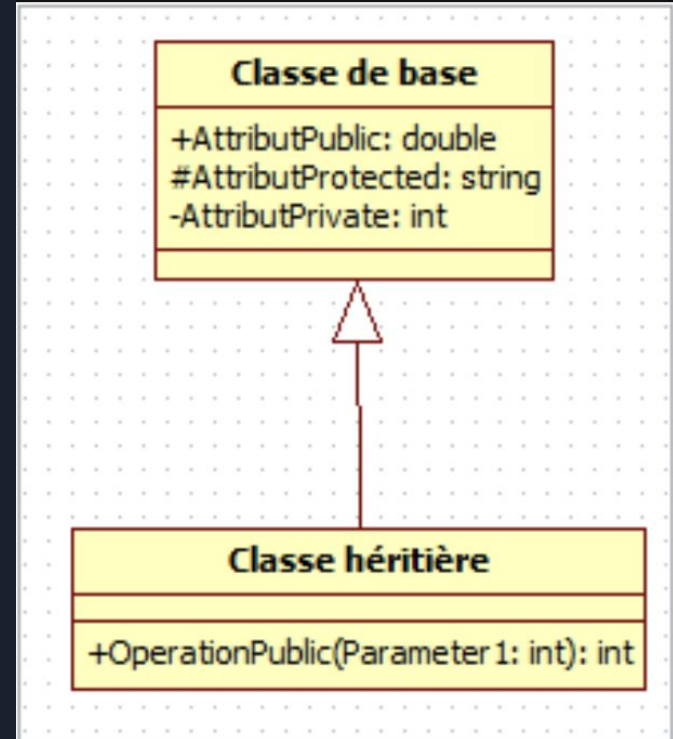 Classe de base
+AttributPublic: double
#AttributProtected: string
-AttributPrivate: int
Classe héritière
+OperationPublic(Parameter1: int): int